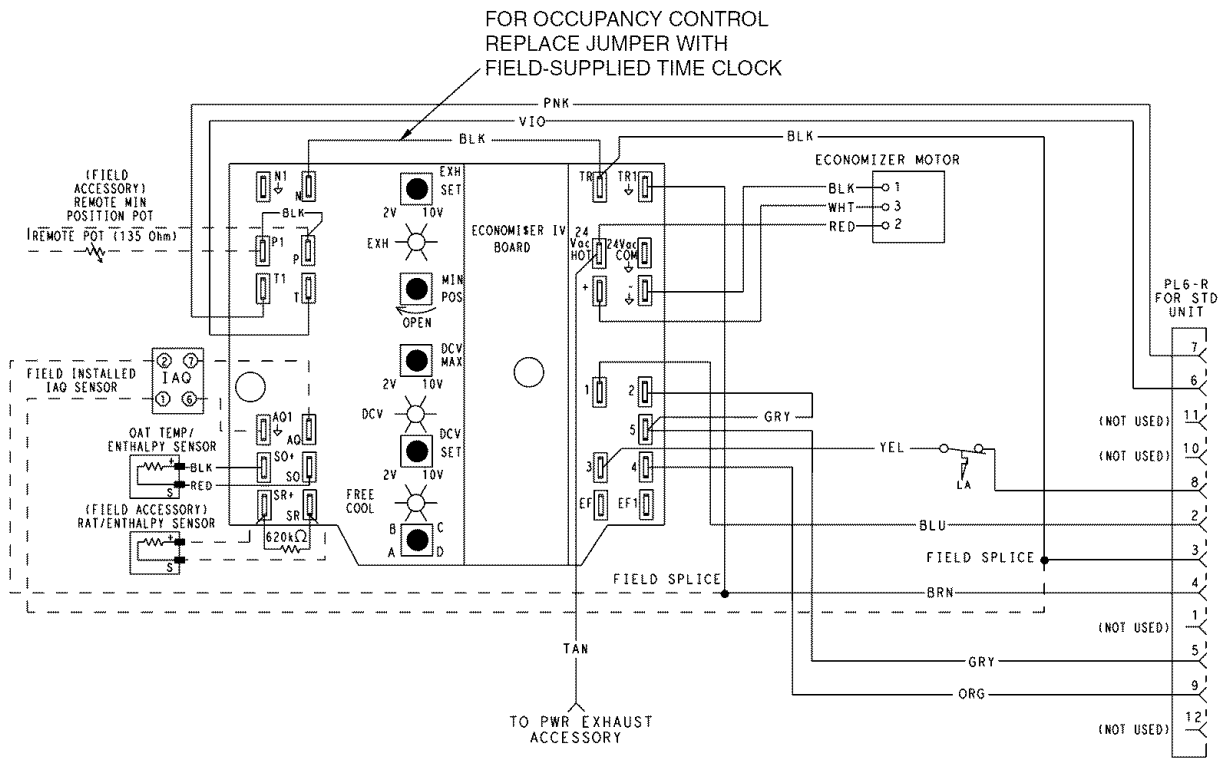 FOR OCCUPANCY CONTROL
REPLACE JUMPER WITH
FIELD-SUPPLIED TIME CLOCK
PNK
VIO
BLK
BLK
ECONOMIZER MOTOR
BLK 1
WHT 3
RED 2
(FIELD
ACCESSORY)
REMOTE MIN
POSITION POT
REMOTE POT (135 Ohm)
N1
N
BLK
P1
P
T1
T
EXH
SET
2V 10V
EXH
MIN
POS
OPEN
DCV
MAX
2V 10V
DCV
DCV
SET
2V 10V
FREE
COOL
B C
A D
ECONOMI$ER IV
BOARD
TR TR1
24
Vac
HOT
24Vac
COM
+ -
1 2
5
3 4
EF EF1
GRY
YEL
LA
BLU
FIELD SPLICE
FIELD SPLICE
BRN
GRY
ORG
TAN
TO PWR EXHAUST
ACCESSORY
FIELD INSTALLED
IAQ SENSOR
2 7
IAQ
1 6
AQ1
AQ
OAT TEMP/
ENTHALPY SENSOR
+ BLK
S RED
SO+
SO
(FIELD ACCESSORY)
RAT/ENTHALPY SENSOR
+
S
SR+
SR
620kΩ
PL6-R
FOR STD
UNIT
7
6
(NOT USED) 11
(NOT USED) 10
8
2
3
4
(NOT USED) 1
5
9
(NOT USED) 12